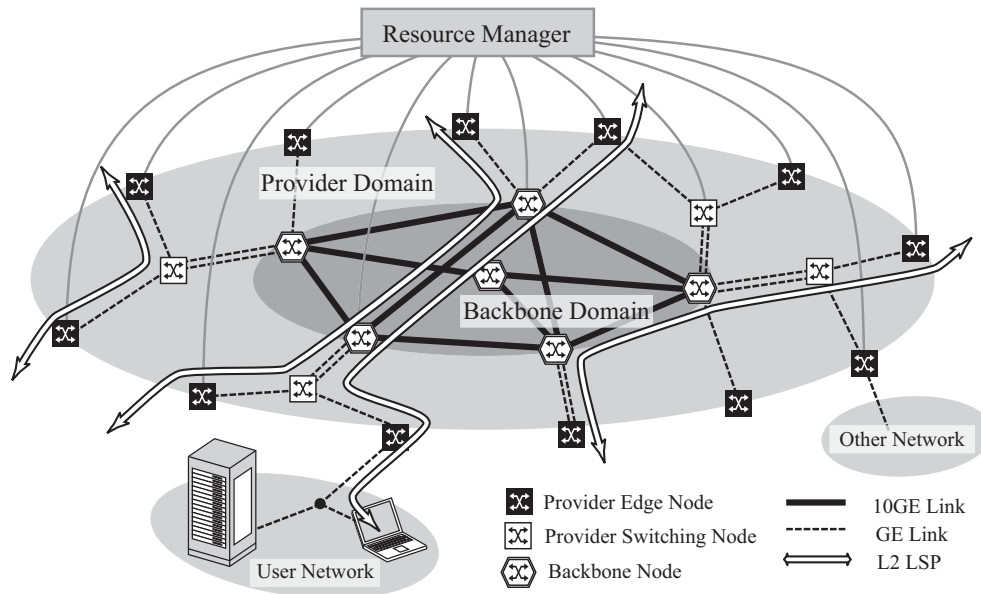 Resource Manager
Provider Domain
Backbone Domain
Other Network
User Network
Provider Edge Node
Provider Switching Node
Backbone Node
10GE Link
GE Link
L2 LSP